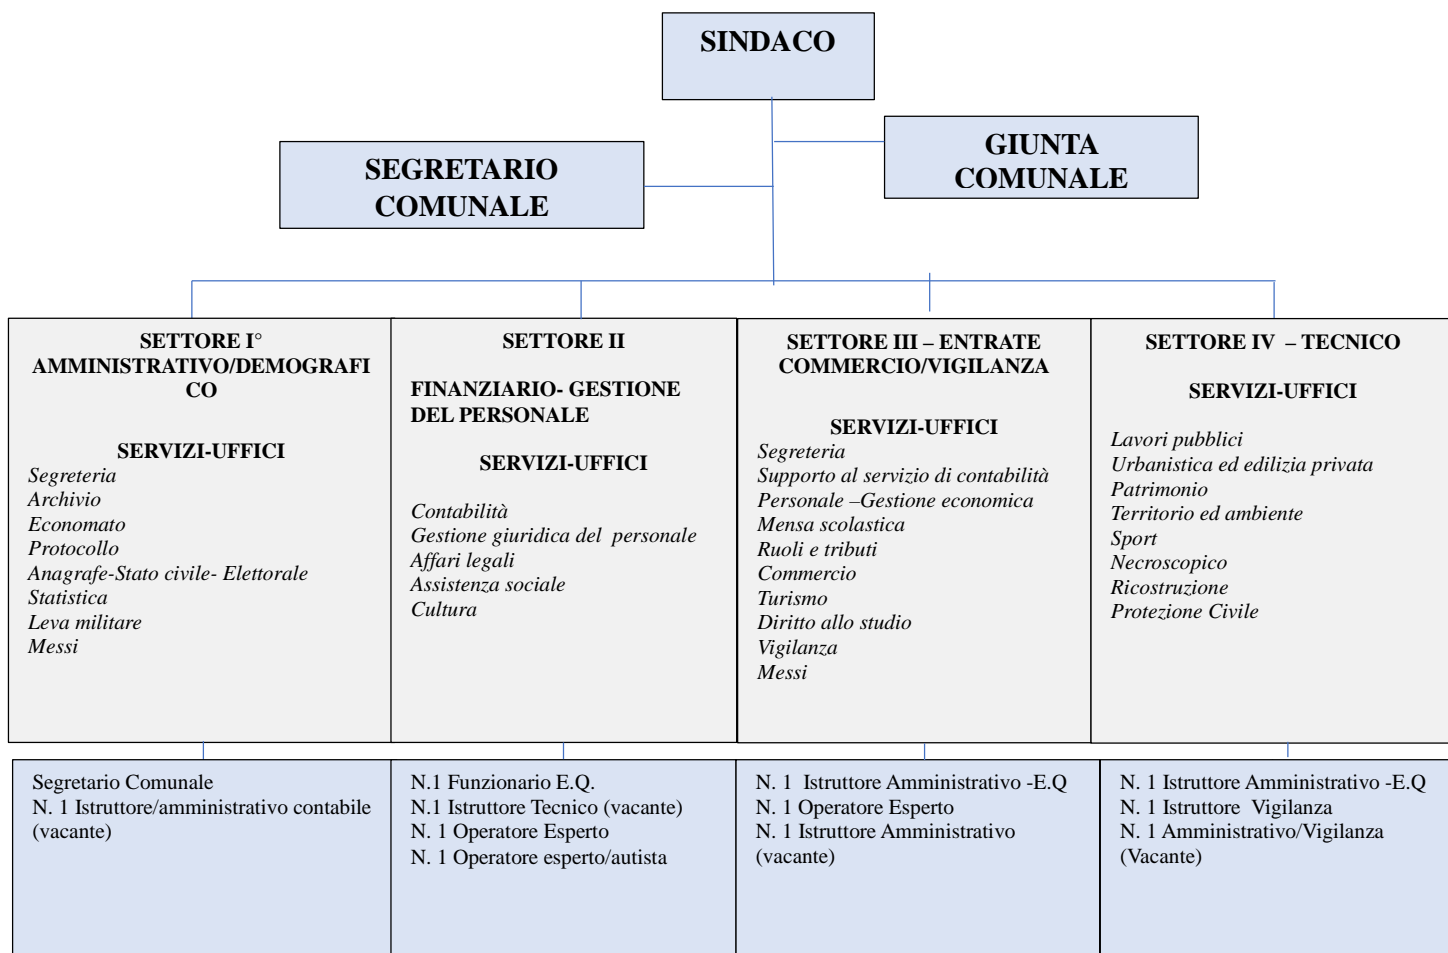 SINDACO
SEGRETARIO
COMUNALE
GIUNTA
COMUNALE
SETTORE I°
AMMINISTRATIVO/DEMOGRAFI
CO
SERVIZI-UFFICI
Segreteria
Archivio
Economato
Protocollo
Anagrafe-Stato civile- Elettorale
Statistica
Leva militare
Messi
SETTORE II
FINANZIARIO- GESTIONE
DEL PERSONALE
SERVIZI-UFFICI
Contabilità
Gestione giuridica del personale
Affari legali
Assistenza sociale
Cultura
SETTORE III – ENTRATE
COMMERCIO/VIGILANZA
SERVIZI-UFFICI
Segreteria
Supporto al servizio di contabilità
Personale –Gestione economica
Mensa scolastica
Ruoli e tributi
Commercio
Turismo
Diritto allo studio
Vigilanza
Messi
SETTORE IV – TECNICO
SERVIZI-UFFICI
Lavori pubblici
Urbanistica ed edilizia privata
Patrimonio
Territorio ed ambiente
Sport
Necroscopico
Ricostruzione
Protezione Civile
Segretario Comunale
N. 1 Istruttore/amministrativo contabile
(vacante)
N.1 Funzionario E.Q.
N.1 Istruttore Tecnico (vacante)
N. 1 Operatore Esperto
N. 1 Operatore esperto/autista
N. 1 Istruttore Amministrativo -E.Q
N. 1 Operatore Esperto
N. 1 Istruttore Amministrativo
(vacante)
N. 1 Istruttore Amministrativo -E.Q
N. 1 Istruttore Vigilanza
N. 1 Amministrativo/Vigilanza
(Vacante)